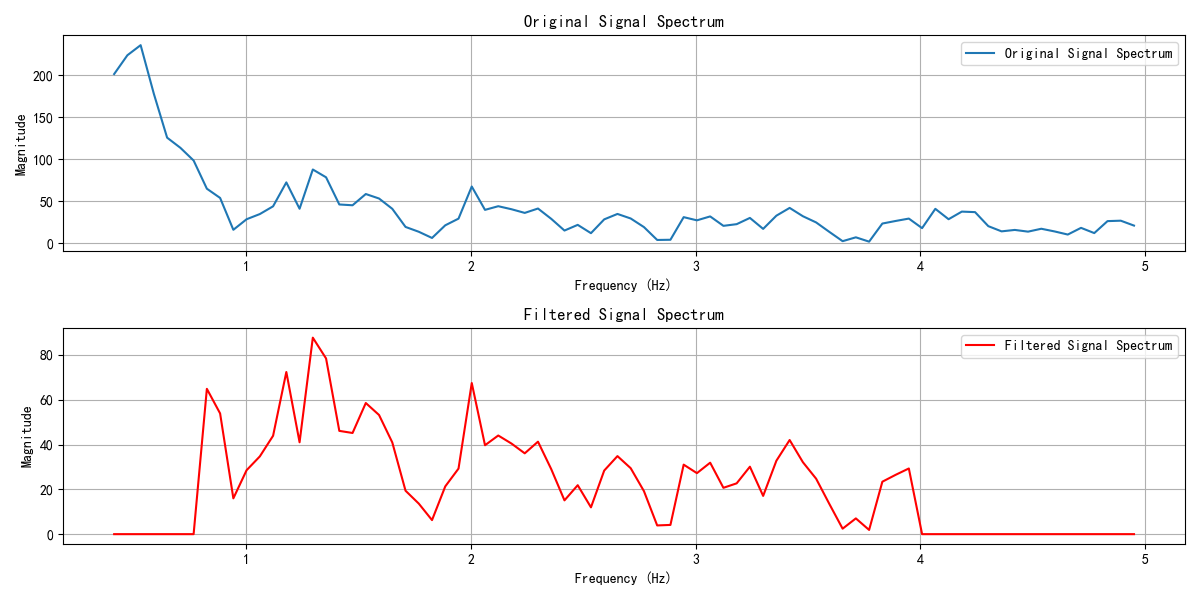 Original Signal Spectrum
Original Signal Spectrum
Magnitude
200
150
100
50
0
1 2 3 4 5
Frequency (Hz)
Filtered Signal Spectrum
Filtered Signal Spectrum
Magnitude
80
60
40
20
0
1 2 3 4 5
Frequency (Hz)